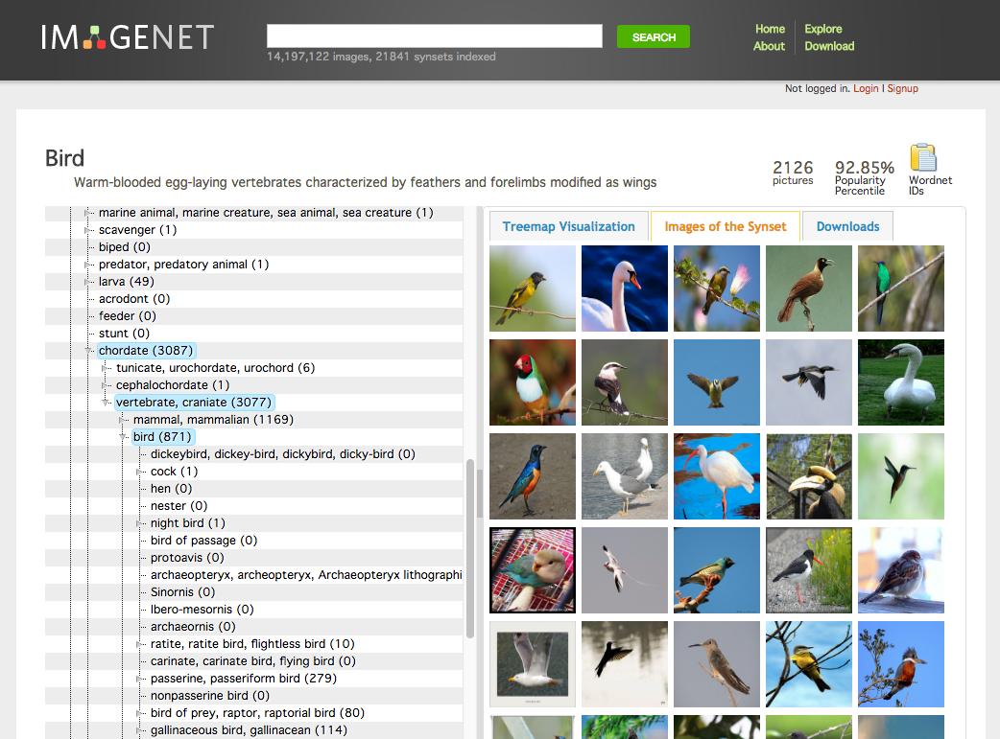 IMAGENET
SEARCH
14,197,122 images, 21841 synsets indexed
Home
Explore
About
Download
Not logged in. Login | Signup
Bird
Warm-blooded egg-laying vertebrates characterized by feathers and forelimbs modified as wings
2126
pictures
92.85%
Popularity
Percentile
Wordnet
IDs
marine animal, marine creature, sea animal, sea creature (1)
scavenger (1)
biped (0)
predator, predatory animal (1)
larva (49)
acrodont (0)
feeder (0)
stunt (0)
chordate (3087)
tunicate, urochordate, urochord (6)
cephalochordate (1)
vertebrate, craniate (3077)
mammal, mammalian (1169)
bird (871)
dickeybird, dickey-bird, dickybird, dicky-bird (0)
cock (1)
hen (0)
nester (0)
night bird (1)
bird of passage (0)
protoavis (0)
archaeopteryx, archeopteryx, Archaeopteryx lithographi
Sinornis (0)
Ibero-mesornis (0)
archaeornis (0)
ratite, ratite bird, flightless bird (10)
carinate, carinate bird, flying bird (0)
passerine, passeriform bird (279)
nonpasserine bird (0)
bird of prey, raptor, raptorial bird (80)
gallinaceous bird, gallinacean (114)
Treemap Visualization
Images of the Synset
Downloads